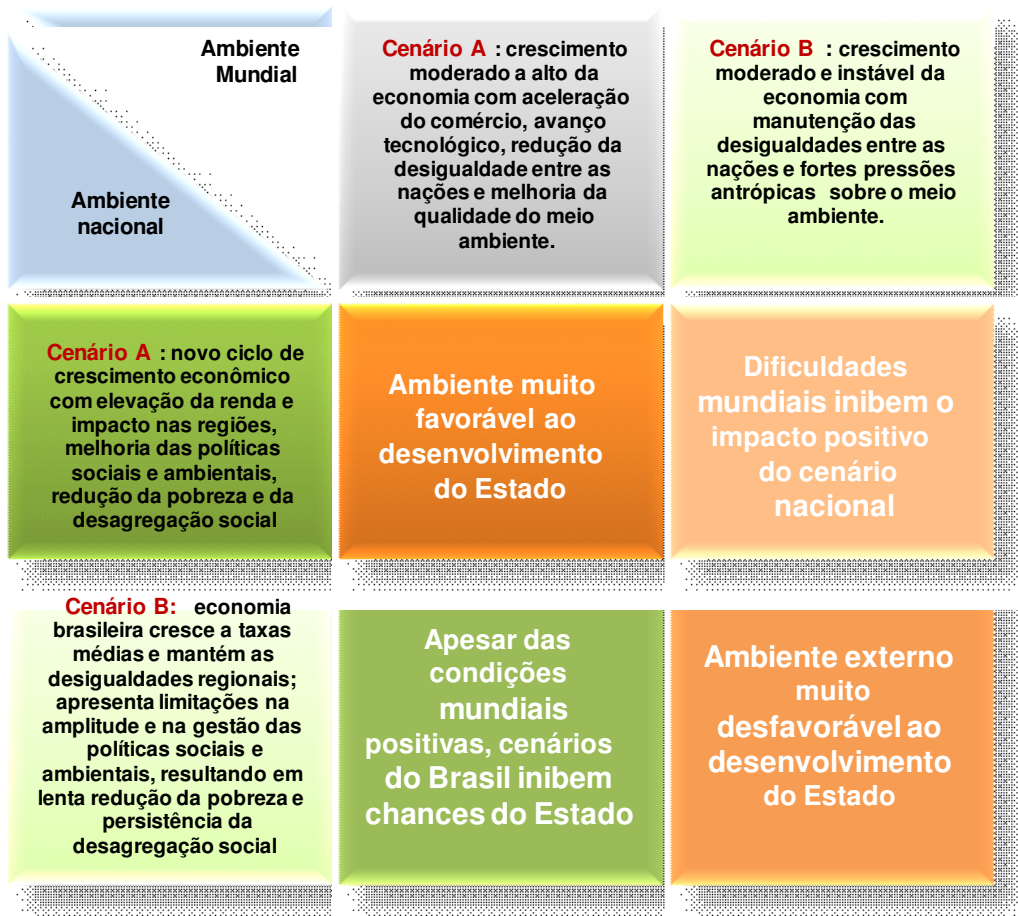 Ambiente
Mundial
Ambiente
nacional
Cenário A : crescimento
moderado a alto da
economia com aceleração
do comércio, avanço
tecnológico, redução da
desigualdade entre as
nações e melhoria da
qualidade do meio
ambiente.
Cenário B : crescimento
moderado e instável da
economia com
manutenção das
desigualdades entre as
nações e fortes pressões
antrópicas sobre o meio
ambiente.
Cenário A : novo ciclo de
crescimento econômico
com elevação da renda e
impacto nas regiões,
melhoria das políticas
sociais e ambientais,
redução da pobreza e da
desagregação social
Ambiente muito
favorável ao
desenvolvimento
do Estado
Dificuldades
mundiais inibem o
impacto positivo
do cenário
nacional
Cenário B: economia
brasileira cresce a taxas
médias e mantém as
desigualdades regionais;
apresenta limitações na
amplitude e na gestão das
políticas sociais e
ambientais, resultando em
lenta redução da pobreza e
persistência da
desagregação social
Apesar das
condições
mundiais
positivas, cenários
do Brasil inibem
chances do Estado
Ambiente externo
muito
desfavorável ao
desenvolvimento
do Estado